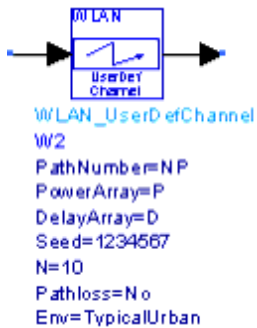 WLAN
UserDef
Channel
WLAN_UserDefChannel
W2
PathNumber=NP
PowerArray=P
DelayArray=D
Seed=1234567
N=10
Pathloss=No
Env=TypicalUrban